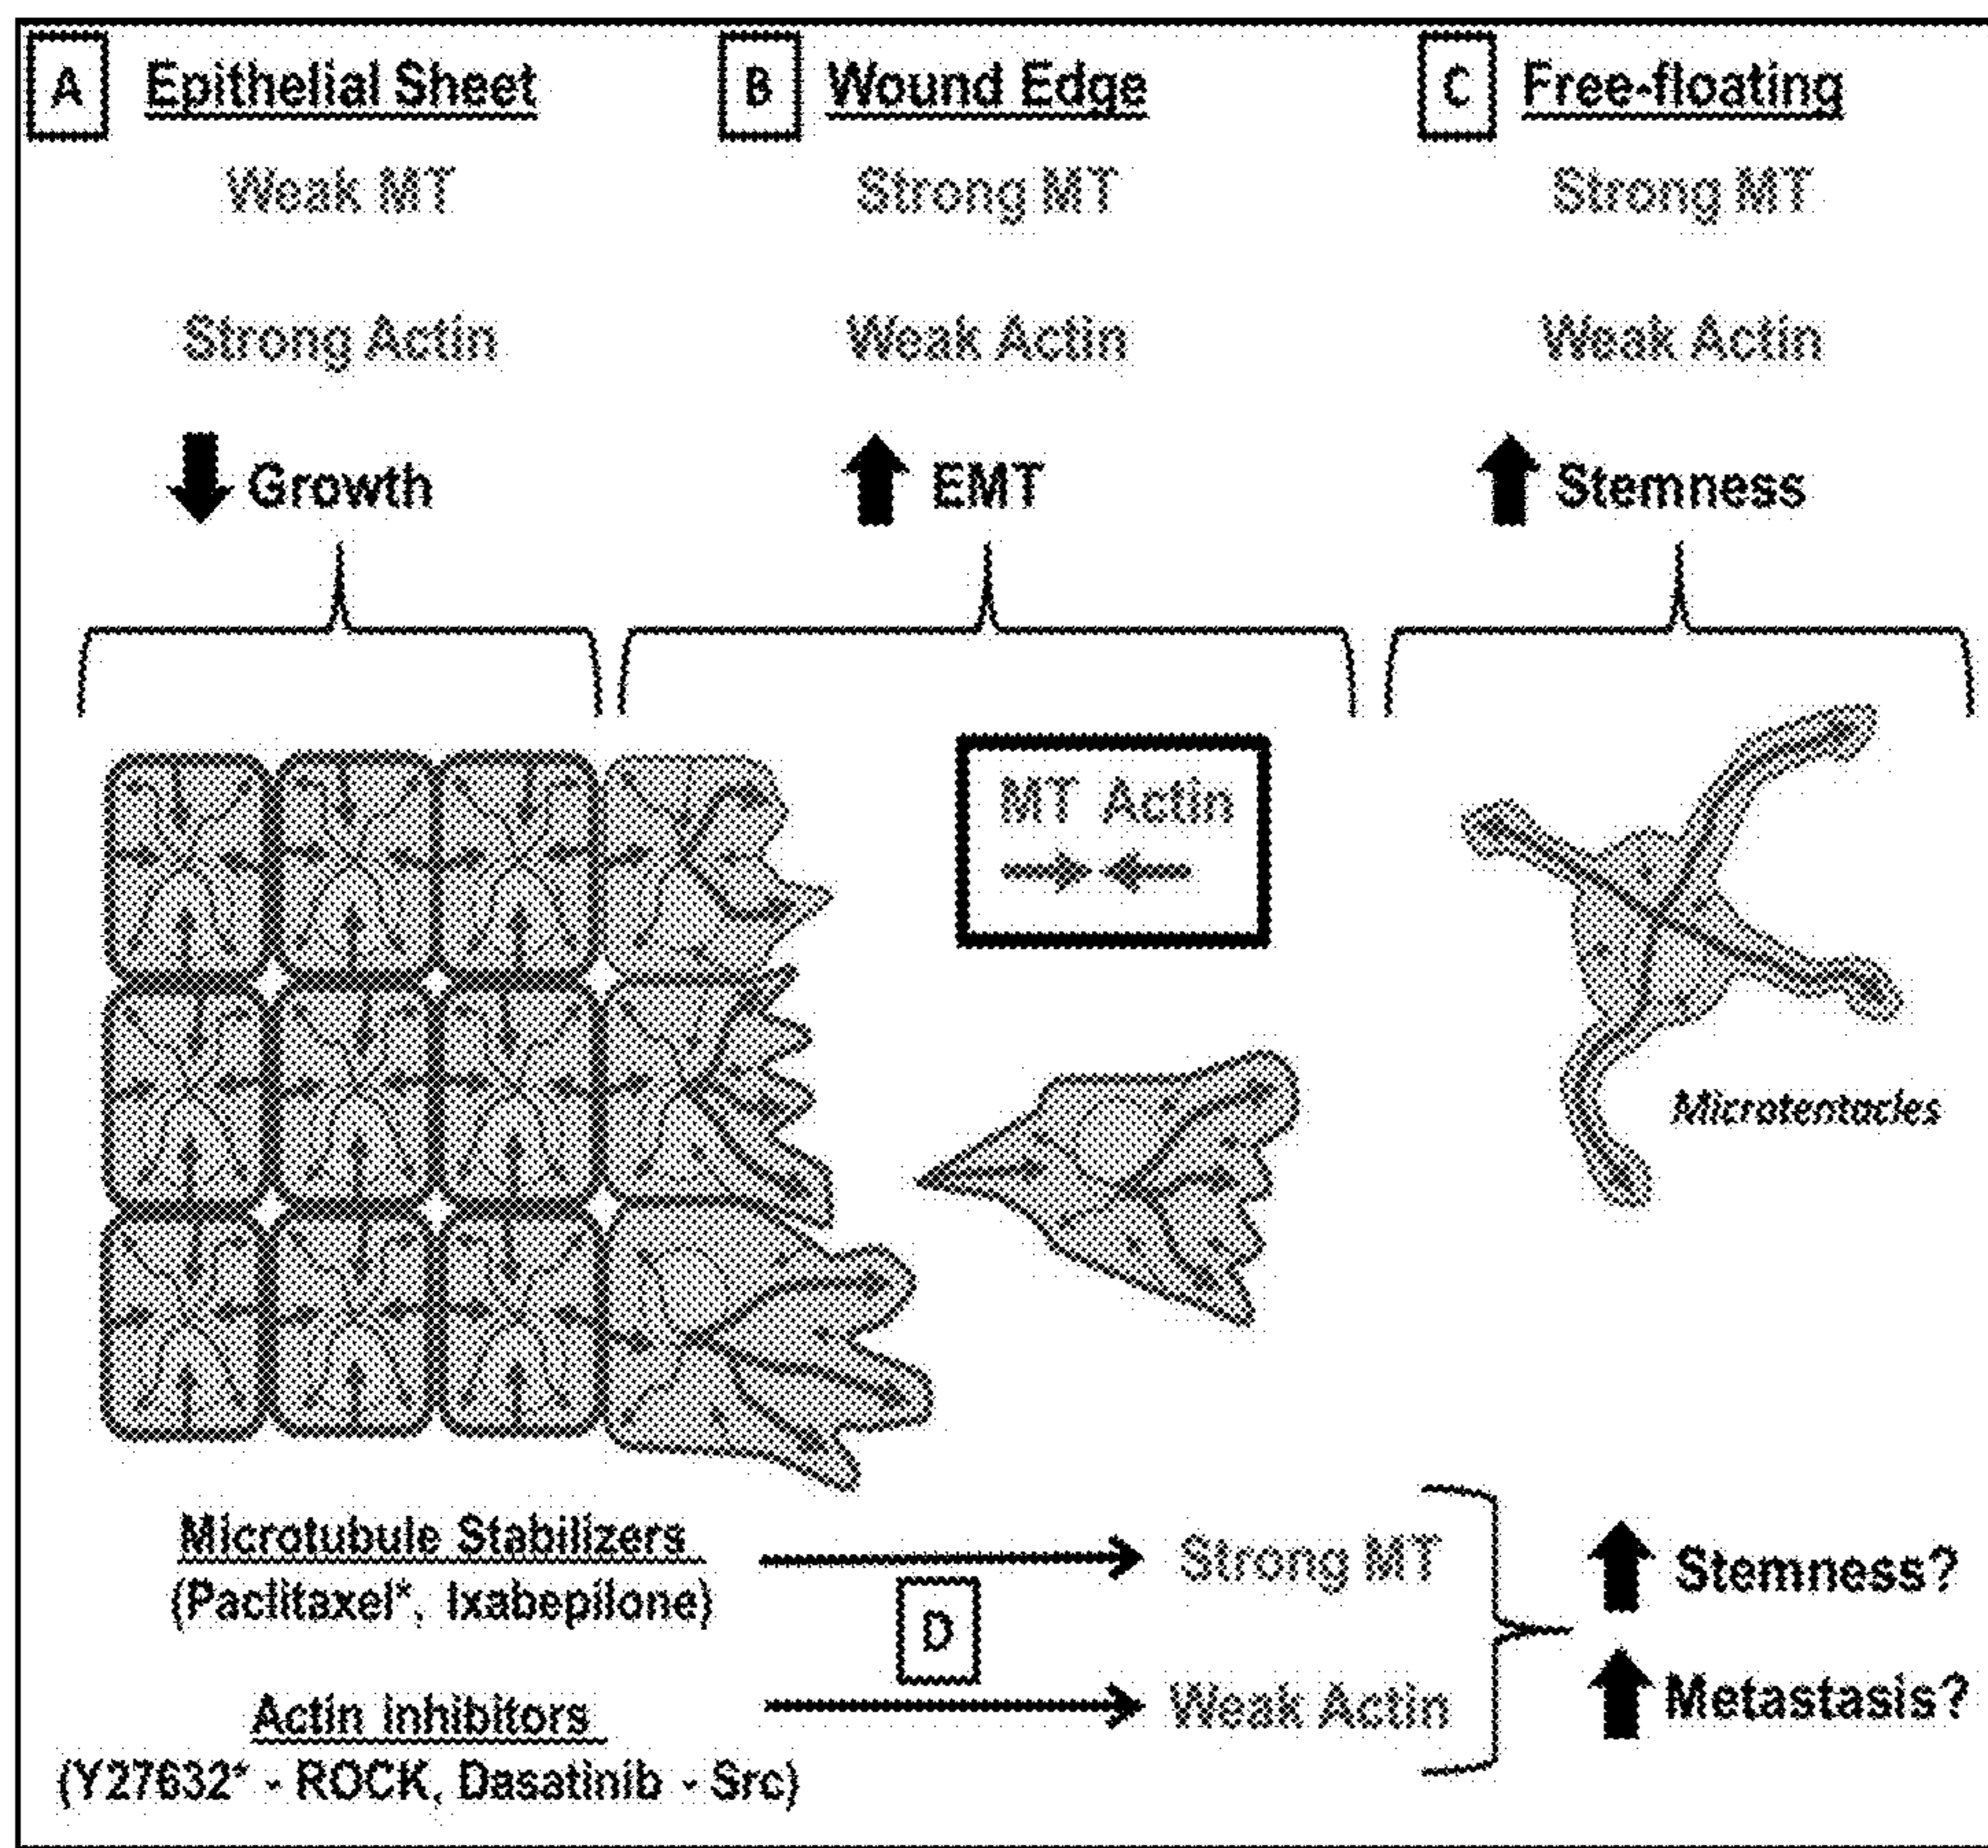 A Epithelial Sheet
Weak MT
Strong Actin
Growth
B Wound Edge
Strong MT
Weak Actin
EMT
C Free-floating
Strong MT
Weak Actin
Stemness
MT Actin
Microtentacles
Microtubule Stabilizers
(Paclitaxel*, Ixabepilone)
Actin inhibitors
(Y27632* - ROCK, Dasatinib - Src)
D
Strong MT
Weak Actin
Stemness?
Metastasis?